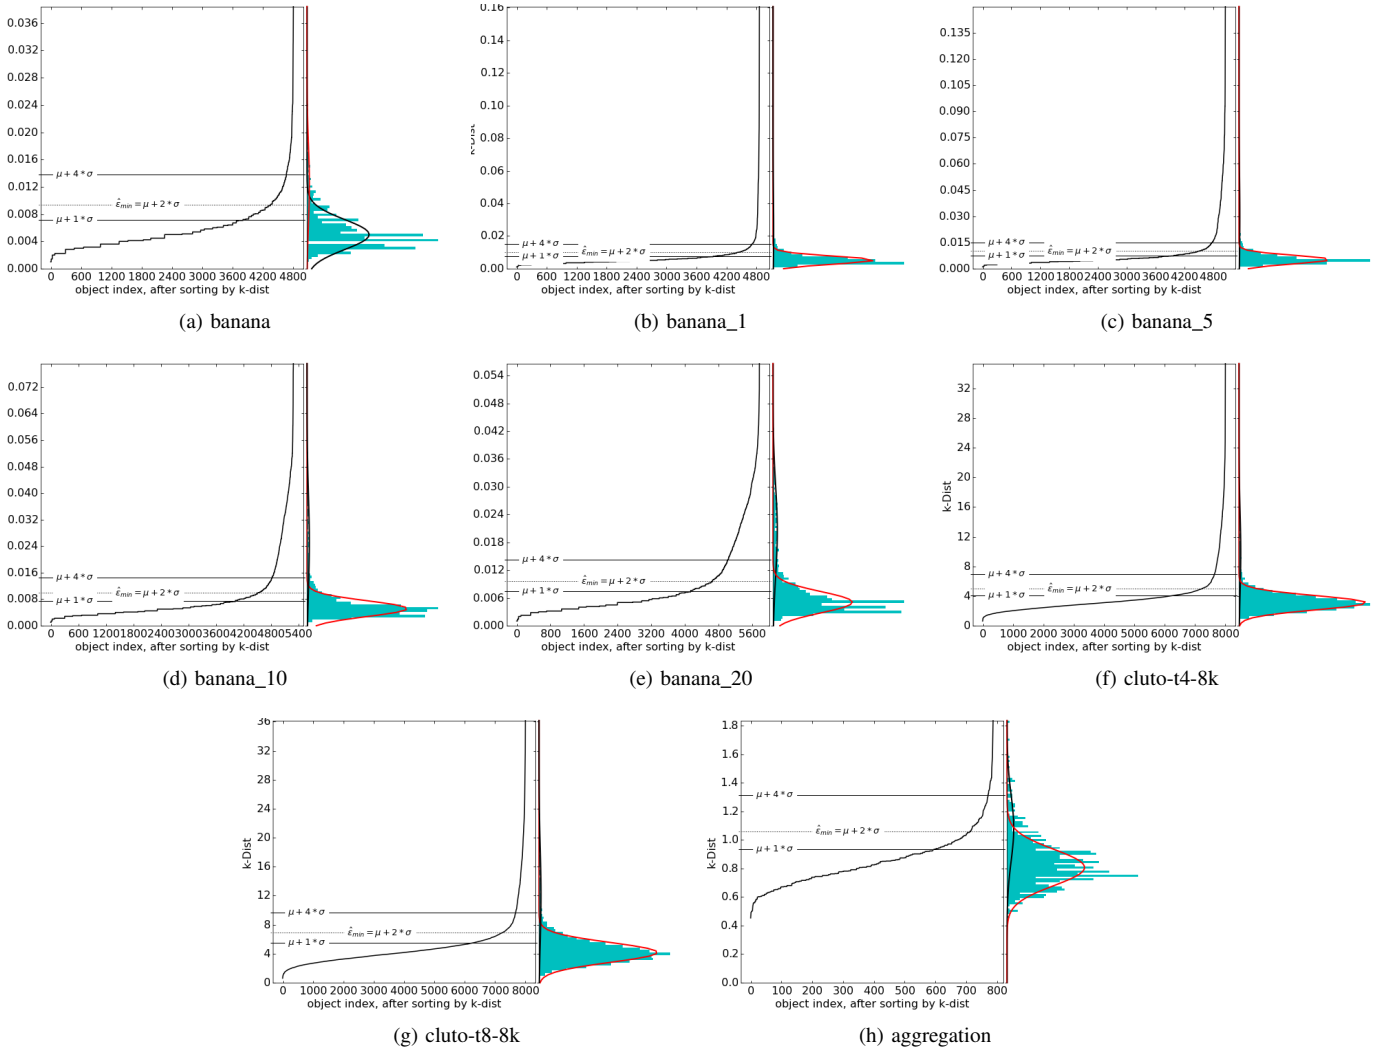 0.036
0.032
0.028
0.024
0.020
0.016
0.012
0.008
0.004
0.000
μ + 4 * σ
ε̂min = μ + 2 * σ
μ + 1 * σ
0 600 1200 1800 2400 3000 3600 4200 4800
object index, after sorting by k-dist
(a) banana
0.16
0.14
0.12
0.10
0.08
0.06
0.04
0.02
0.00
k-Dist
μ + 4 * σ
ε̂min = μ + 2 * σ
μ + 1 * σ
0 600 1200 1800 2400 3000 3600 4200 4800
object index, after sorting by k-dist
(b) banana_1
0.135
0.120
0.105
0.090
0.075
0.060
0.045
0.030
0.015
0.000
μ + 4 * σ
ε̂min = μ + 2 * σ
μ + 1 * σ
0 600 1200 1800 2400 3000 3600 4200 4800
object index, after sorting by k-dist
(c) banana_5
0.072
0.064
0.056
0.048
0.040
0.032
0.024
0.016
0.008
0.000
μ + 4 * σ
ε̂min = μ + 2 * σ
μ + 1 * σ
0 600 1200 1800 2400 3000 3600 4200 4800 5400
object index, after sorting by k-dist
(d) banana_10
0.054
0.048
0.042
0.036
0.030
0.024
0.018
0.012
0.006
0.000
μ + 4 * σ
ε̂min = μ + 2 * σ
μ + 1 * σ
0 800 1600 2400 3200 4000 4800 5600
object index, after sorting by k-dist
(e) banana_20
32
28
24
20
16
12
8
4
0
k-Dist
μ + 4 * σ
ε̂min = μ + 2 * σ
μ + 1 * σ
0 1000 2000 3000 4000 5000 6000 7000 8000
object index, after sorting by k-dist
(f) cluto-t4-8k
36
32
28
24
20
16
12
8
4
0
k-Dist
μ + 4 * σ
ε̂min = μ + 2 * σ
μ + 1 * σ
0 1000 2000 3000 4000 5000 6000 7000 8000
object index, after sorting by k-dist
(g) cluto-t8-8k
1.8
1.6
1.4
1.2
1.0
0.8
0.6
0.4
0.2
0.0
k-Dist
μ + 4 * σ
ε̂min = μ + 2 * σ
μ + 1 * σ
0 100 200 300 400 500 600 700 800
object index, after sorting by k-dist
(h) aggregation